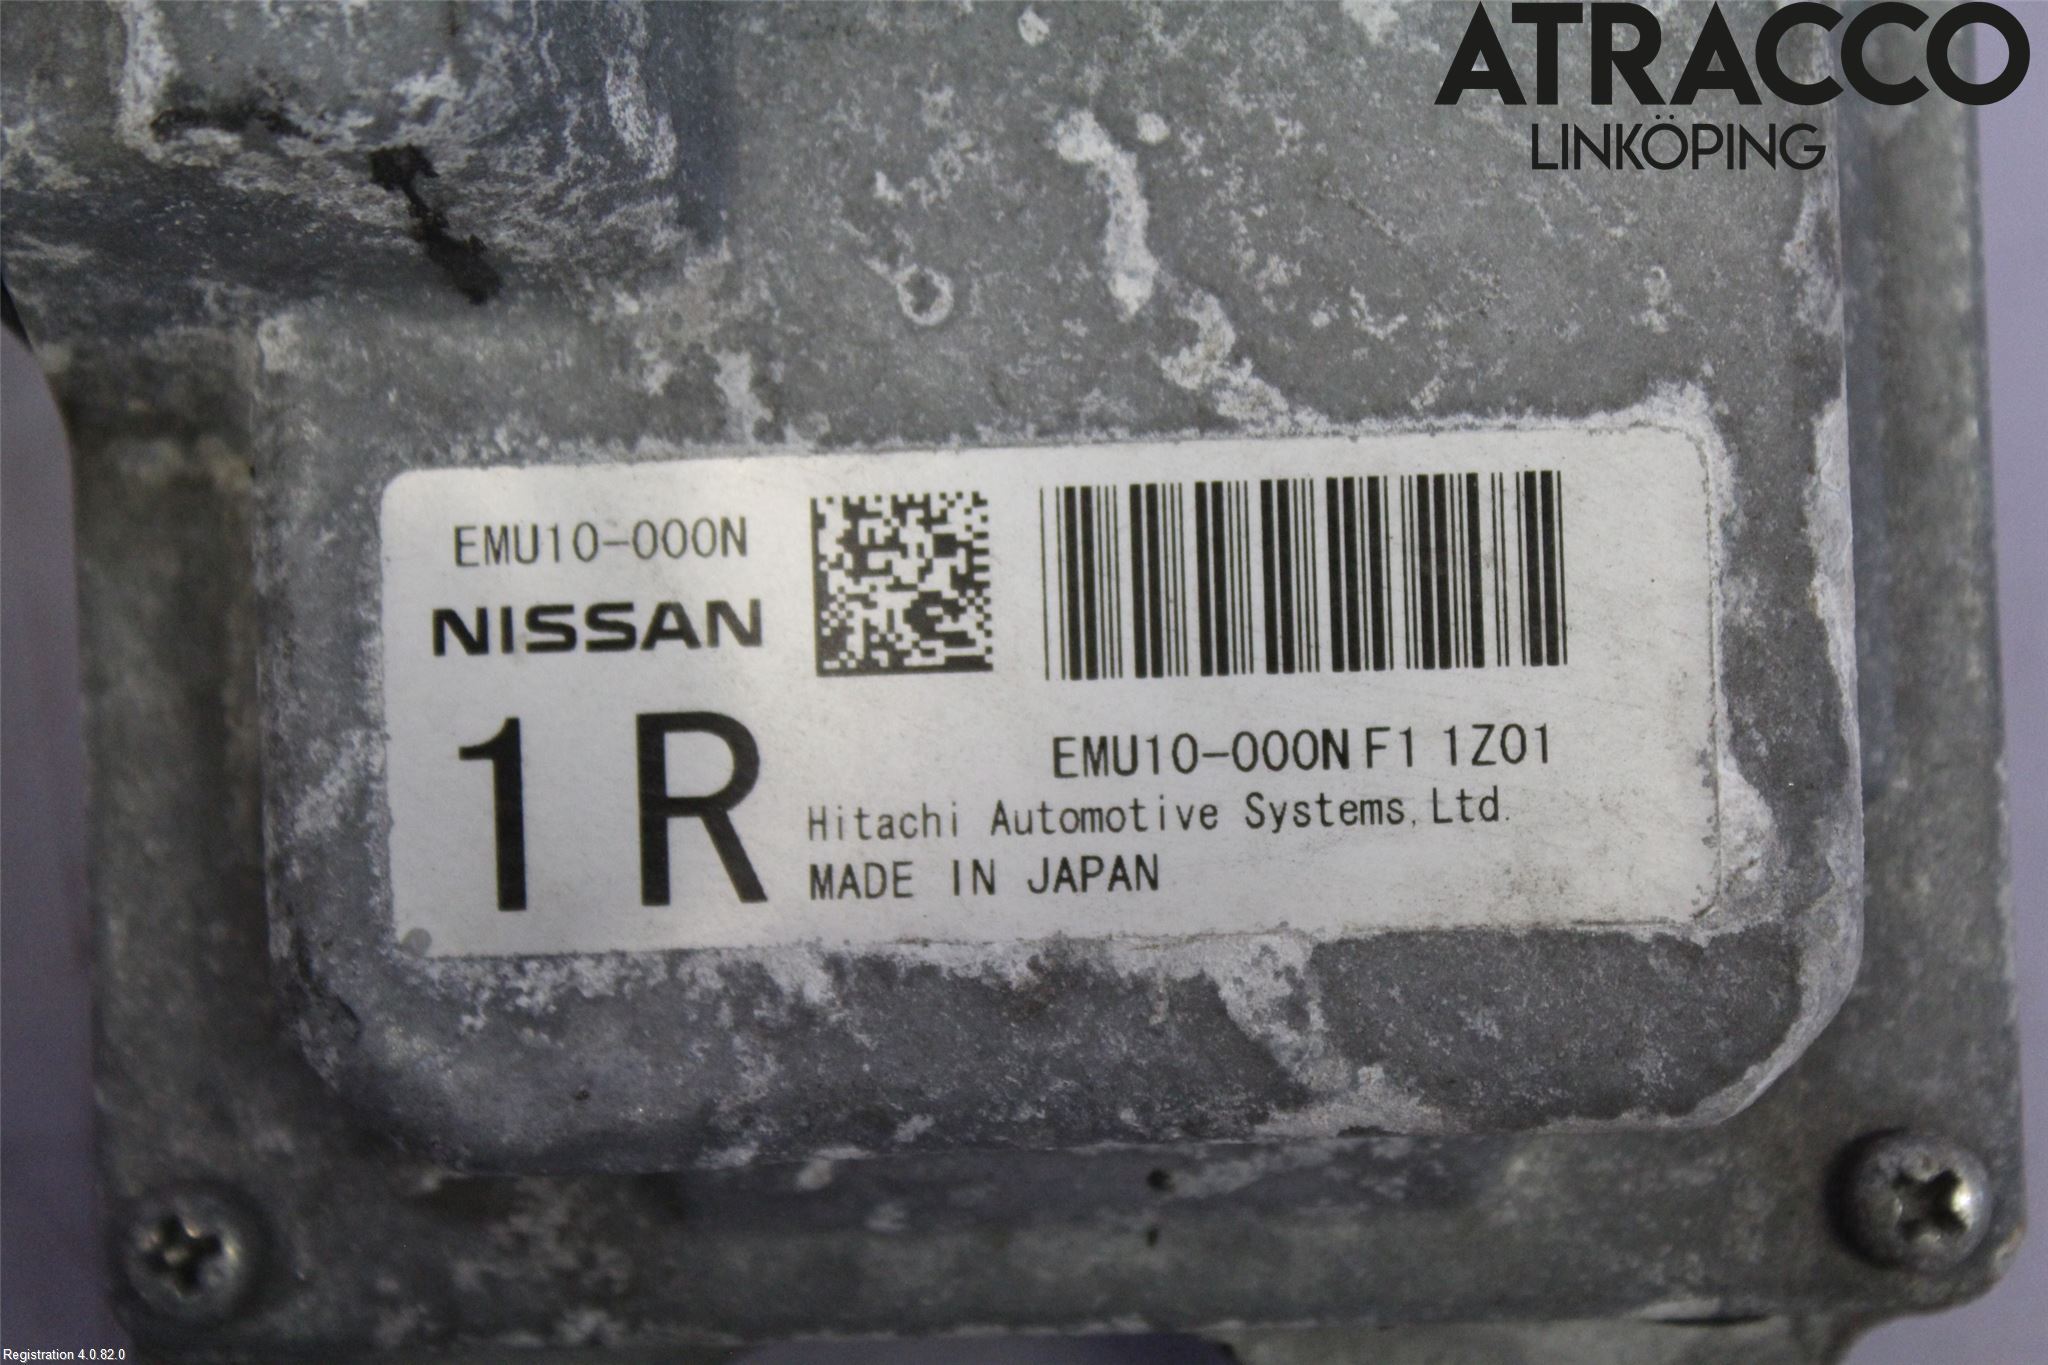 ATRACCO
LINKÖPING
EMU10-000N
NISSAN
1R
EMU10-000N F1 1Z01
Hitachi Automotive Systems, Ltd.
MADE IN JAPAN
Registration 4.0.82.0